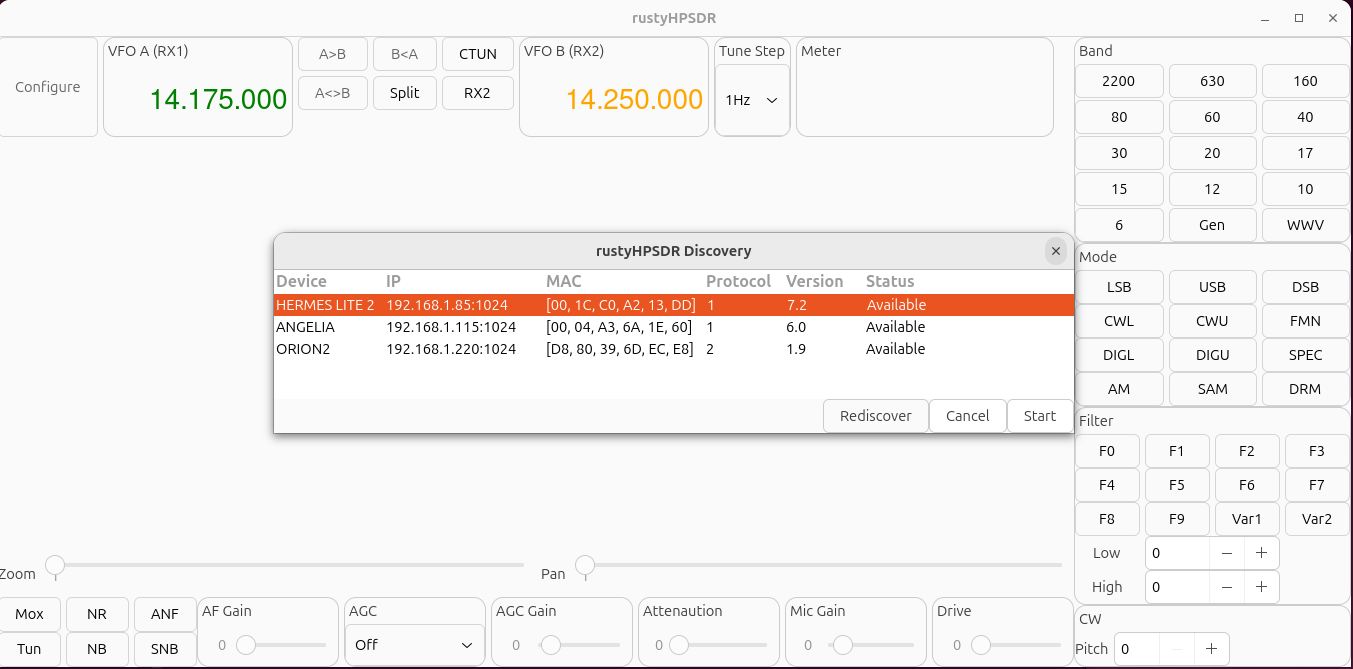 rustyHPSDR
Configure
VFO A (RX1)
14.175.000
A>B B<A CTUN
A<>B Split RX2
VFO B (RX2)
14.250.000
Tune Step
1Hz
Meter
Band
2200 630 160
80 60 40
30 20 17
15 12 10
6 Gen WWV
Mode
LSB USB DSB
CWL CWU FMN
DIGL DIGU SPEC
AM SAM DRM
Filter
F0 F1 F2 F3
F4 F5 F6 F7
F8 F9 Var1 Var2
Low 0 − +
High 0 − +
CW
Pitch 0 − +
rustyHPSDR Discovery
Device IP MAC Protocol Version Status
HERMES LITE 2 192.168.1.85:1024 [00, 1C, C0, A2, 13, DD] 1 7.2 Available
ANGELIA 192.168.1.115:1024 [00, 04, A3, 6A, 1E, 60] 1 6.0 Available
ORION2 192.168.1.220:1024 [D8, 80, 39, 6D, EC, E8] 2 1.9 Available
Rediscover Cancel Start
Zoom Pan
Mox NR ANF
Tun NB SNB
AF Gain
0
AGC
Off
AGC Gain
0
Attenaution
0
Mic Gain
0
Drive
0